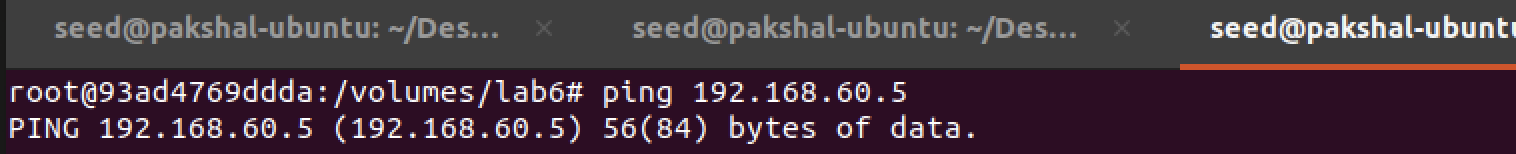 seed@pakshal-ubuntu: ~/Des... × seed@pakshal-ubuntu: ~/Des... × seed@pakshal-ubuntu
root@93ad4769ddda:/volumes/lab6# ping 192.168.60.5
PING 192.168.60.5 (192.168.60.5) 56(84) bytes of data.